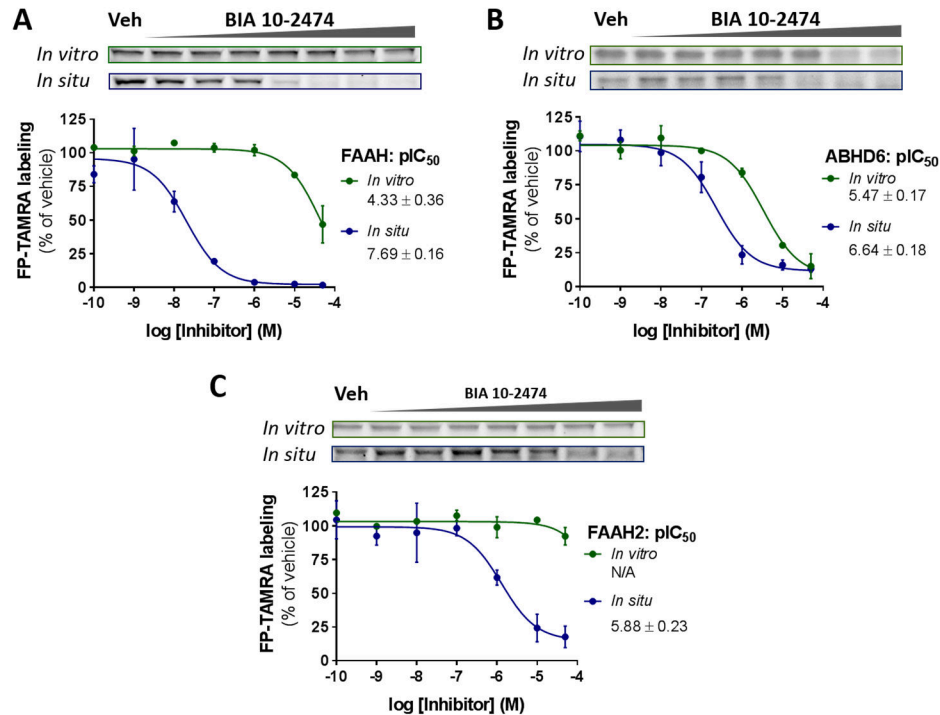 A
Veh
BIA 10-2474
In vitro
In situ
FP-TAMRA labeling
(% of vehicle)
125
100
75
50
25
0
-10
-9
-8
-7
-6
-5
-4
log [Inhibitor] (M)
FAAH: pIC50
In vitro
4.33 ± 0.36
In situ
7.69 ± 0.16
B
Veh
BIA 10-2474
In vitro
In situ
FP-TAMRA labeling
(% of vehicle)
125
100
75
50
25
0
-10
-9
-8
-7
-6
-5
-4
log [Inhibitor] (M)
ABHD6: pIC50
In vitro
5.47 ± 0.17
In situ
6.64 ± 0.18
C
Veh
BIA 10-2474
In vitro
In situ
FP-TAMRA labeling
(% of vehicle)
125
100
75
50
25
0
-10
-9
-8
-7
-6
-5
-4
log [Inhibitor] (M)
FAAH2: pIC50
In vitro
N/A
In situ
5.88 ± 0.23